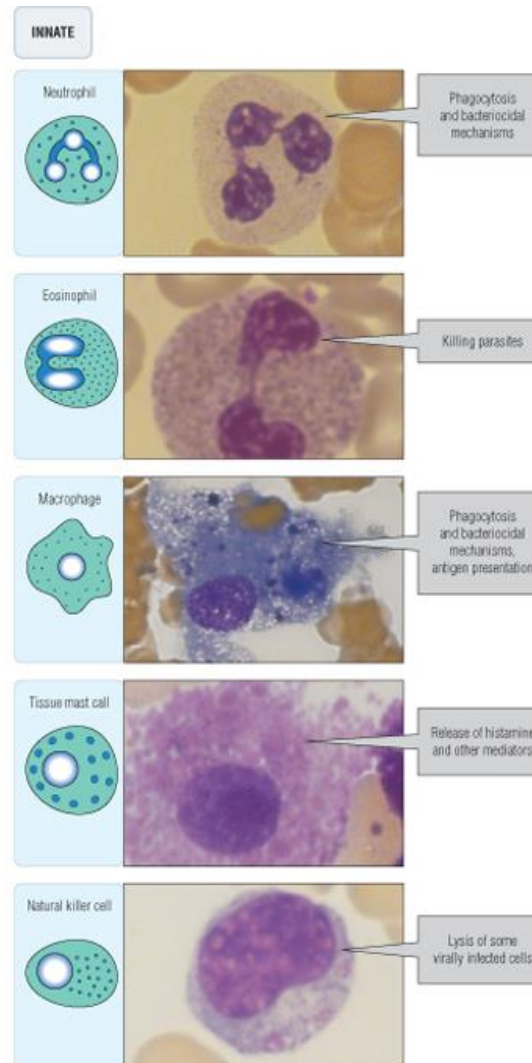 INNATE
Neutrophil
Phagocytosis
and bacteriocidal
mechanisms
Eosinophil
Killing parasites
Macrophage
Phagocytosis
and bacteriocidal
mechanisms,
antigen presentation
Tissue mast call
Release of histamine
and other mediators
Natural killer cell
Lysis of some
virally infected cells